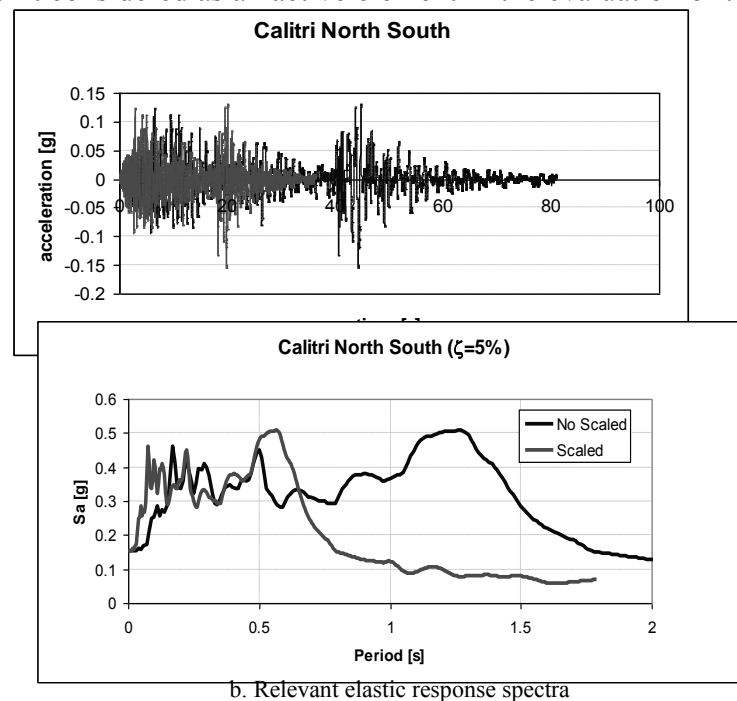 Calitri North South
0.15
0.1
0.05
0
-0.05
-0.1
-0.15
-0.2
acceleration [g]
0 20 40 60 80 100
Calitri North South (ζ=5%)
0.6
0.5
0.4
0.3
0.2
0.1
0
Sa [g]
No Scaled
Scaled
0 0.5 1 1.5 2
Period [s]
b. Relevant elastic response spectra